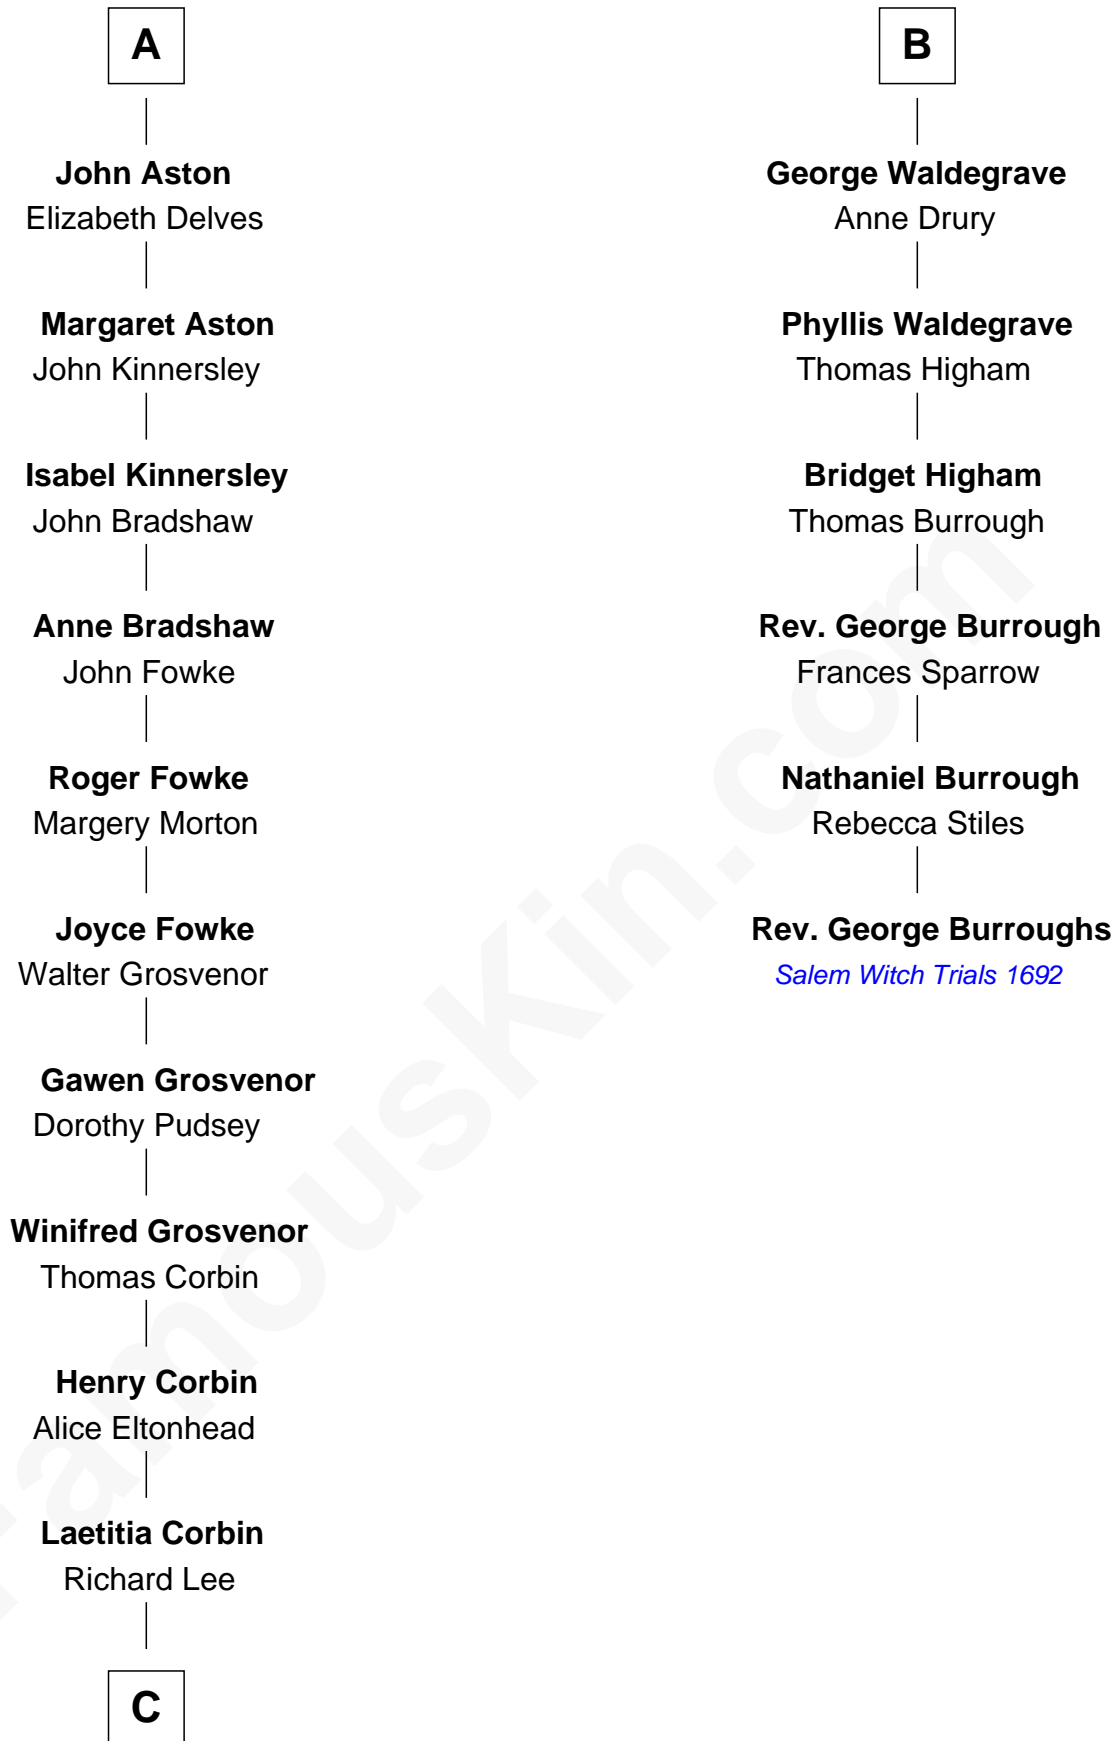 A
John Aston
Elizabeth Delves
Margaret Aston
John Kinnersley
Isabel Kinnersley
John Bradshaw
Anne Bradshaw
John Fowke
Roger Fowke
Margery Morton
Joyce Fowke
Walter Grosvenor
Gawen Grosvenor
Dorothy Pudsey
Winifred Grosvenor
Thomas Corbin
Henry Corbin
Alice Eltonhead
Laetitia Corbin
Richard Lee
C
B
George Waldegrave
Anne Drury
Phyllis Waldegrave
Thomas Higham
Bridget Higham
Thomas Burrough
Rev. George Burrough
Frances Sparrow
Nathaniel Burrough
Rebecca Stiles
Rev. George Burroughs
Salem Witch Trials 1692
FamousKin.com